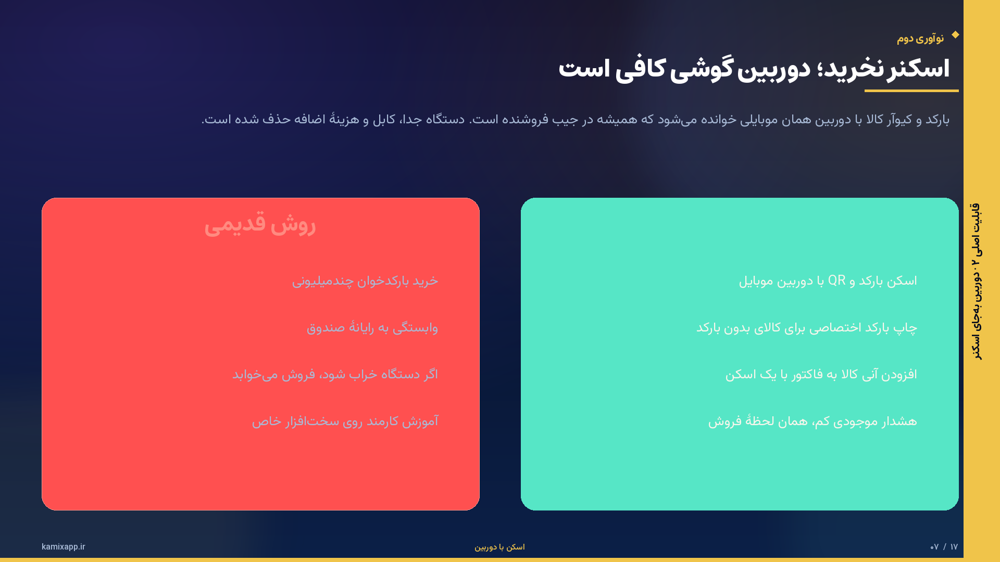 نوآوری دوم
اسکنر نخرید؛ دوربین گوشی کافی است
بارکد و کیوآر کالا با دوربین همان موبایلی خوانده می‌شود که همیشه در جیب فروشنده است. دستگاه جدا، کابل و هزینهٔ اضافه حذف شده است.
قابلیت اصلی ۲ · دوربین به‌جای اسکنر
اسکن بارکد و QR با دوربین موبایل
چاپ بارکد اختصاصی برای کالای بدون بارکد
افزودن آنی کالا به فاکتور با یک اسکن
هشدار موجودی کم، همان لحظهٔ فروش
روش قدیمی
خرید بارکدخوان چندمیلیونی
وابستگی به رایانهٔ صندوق
اگر دستگاه خراب شود، فروش می‌خوابد
آموزش کارمند روی سخت‌افزار خاص
۰۷ / ۱۷
اسکن با دوربین
kamixapp.ir